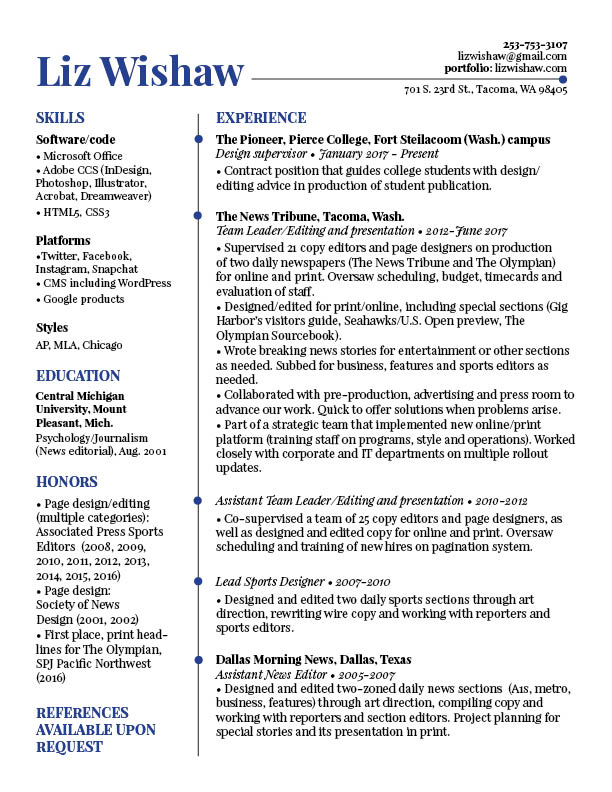 Liz Wishaw
253-753-3107
lizwishaw@gmail.com
portfolio: lizwishaw.com
701 S. 23rd St., Tacoma, WA 98405
SKILLS
Software/code
• Microsoft Office
• Adobe CCS (InDesign,
Photoshop, Illustrator,
Acrobat, Dreamweaver)
• HTML5, CSS3
Platforms
•Twitter, Facebook,
Instagram, Snapchat
• CMS including WordPress
• Google products
Styles
AP, MLA, Chicago
EDUCATION
Central Michigan
University, Mount
Pleasant, Mich.
Psychology/Journalism
(News editorial), Aug. 2001
HONORS
• Page design/editing
(multiple categories):
Associated Press Sports
Editors (2008, 2009,
2010, 2011, 2012, 2013,
2014, 2015, 2016)
• Page design:
Society of News
Design (2001, 2002)
• First place, print head-
lines for The Olympian,
SPJ Pacific Northwest
(2016)
REFERENCES
AVAILABLE UPON
REQUEST
EXPERIENCE
The Pioneer, Pierce College, Fort Steilacoom (Wash.) campus
Design supervisor • January 2017 - Present
• Contract position that guides college students with design/
editing advice in production of student publication.
The News Tribune, Tacoma, Wash.
Team Leader/Editing and presentation • 2012-June 2017
• Supervised 21 copy editors and page designers on production
of two daily newspapers (The News Tribune and The Olympian)
for online and print. Oversaw scheduling, budget, timecards and
evaluation of staff.
• Designed/edited for print/online, including special sections (Gig
Harbor's visitors guide, Seahawks/U.S. Open preview, The
Olympian Sourcebook).
• Wrote breaking news stories for entertainment or other sections
as needed. Subbed for business, features and sports editors as
needed.
• Collaborated with pre-production, advertising and press room to
advance our work. Quick to offer solutions when problems arise.
• Part of a strategic team that implemented new online/print
platform (training staff on programs, style and operations). Worked
closely with corporate and IT departments on multiple rollout
updates.
Assistant Team Leader/Editing and presentation • 2010-2012
• Co-supervised a team of 25 copy editors and page designers, as
well as designed and edited copy for online and print. Oversaw
scheduling and training of new hires on pagination system.
Lead Sports Designer • 2007-2010
• Designed and edited two daily sports sections through art
direction, rewriting wire copy and working with reporters and
sports editors.
Dallas Morning News, Dallas, Texas
Assistant News Editor • 2005-2007
• Designed and edited two-zoned daily news sections (A1s, metro,
business, features) through art direction, compiling copy and
working with reporters and section editors. Project planning for
special stories and its presentation in print.